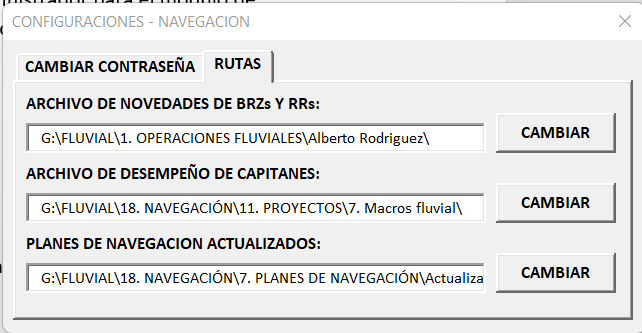 CONFIGURACIONES - NAVEGACION
CAMBIAR CONTRASEÑA
RUTAS
ARCHIVO DE NOVEDADES DE BRZs Y RRs:
G:\FLUVIAL\1. OPERACIONES FLUVIALES\Alberto Rodriguez\
CAMBIAR
ARCHIVO DE DESEMPEÑO DE CAPITANES:
G:\FLUVIAL\18. NAVEGACIÓN\11. PROYECTOS\7. Macros fluvial\
CAMBIAR
PLANES DE NAVEGACION ACTUALIZADOS:
G:\FLUVIAL\18. NAVEGACIÓN\7. PLANES DE NAVEGACIÓN\Actualiza
CAMBIAR